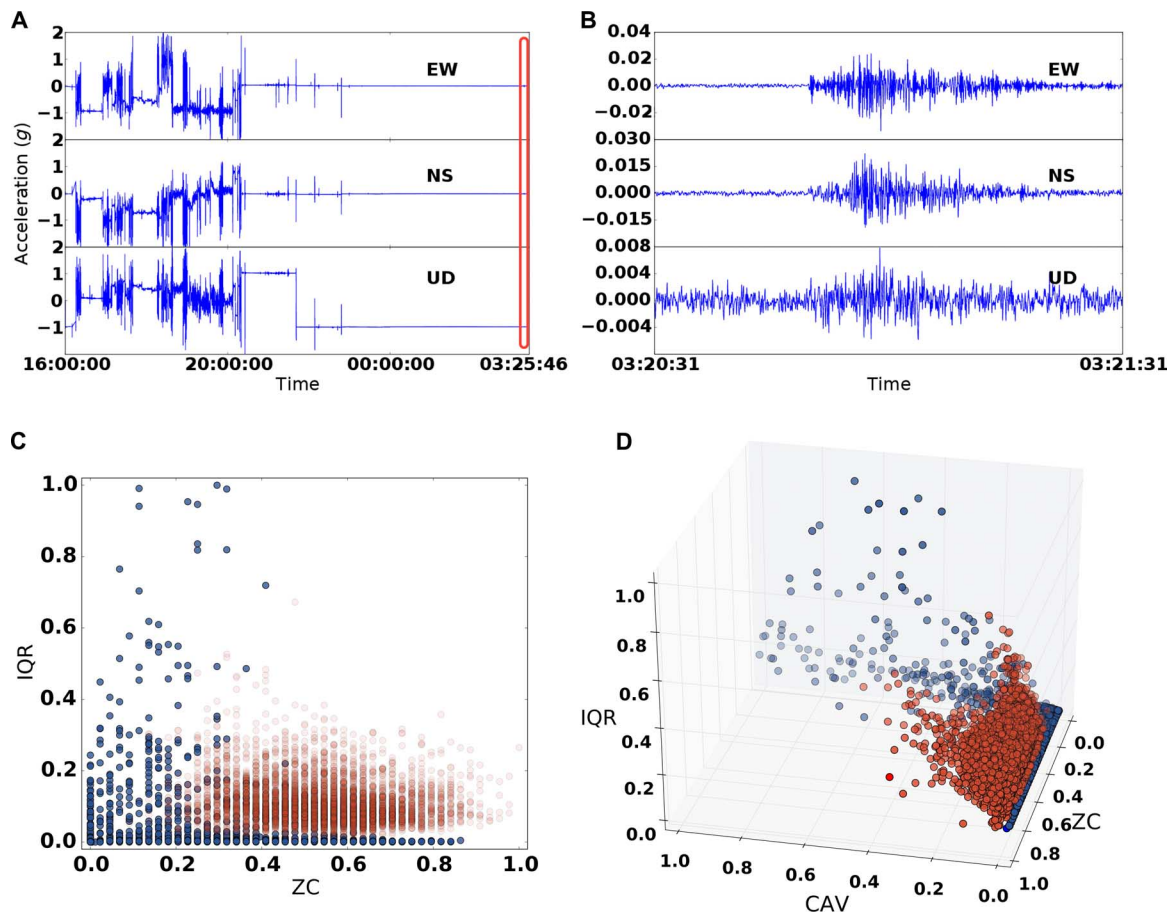 A
2
1
0
−1
2
1
0
−1
2
1
0
−1
EW
NS
UD
Acceleration (g)
16:00:00 20:00:00 00:00:00 03:25:46
Time
B
0.04
0.02
0.00
−0.02
0.030
0.015
0.000
−0.015
0.008
0.004
0.000
−0.004
EW
NS
UD
03:20:31 03:21:31
Time
C
1.0
0.8
0.6
0.4
0.2
0.0
IQR
0.0 0.2 0.4 0.6 0.8 1.0
ZC
D
1.0
0.8
0.6
0.4
0.2
0.0
IQR
1.0 0.8 0.6 0.4 0.2 0.0
CAV
0.0
0.2
0.4
0.6
0.8
1.0
ZC